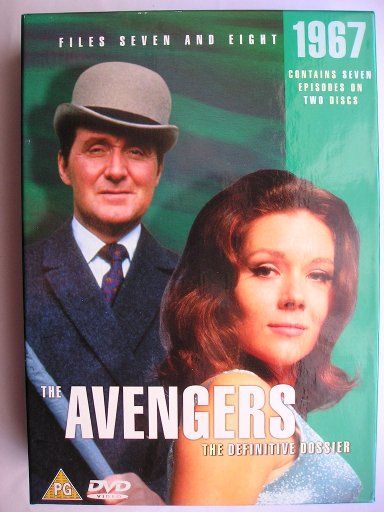 FILES SEVEN AND EIGHT
1967
CONTAINS SEVEN
EPISODES ON
TWO DISCS
THE AVENGERS
THE DEFINITIVE DOSSIER
PG
DVD
VIDEO